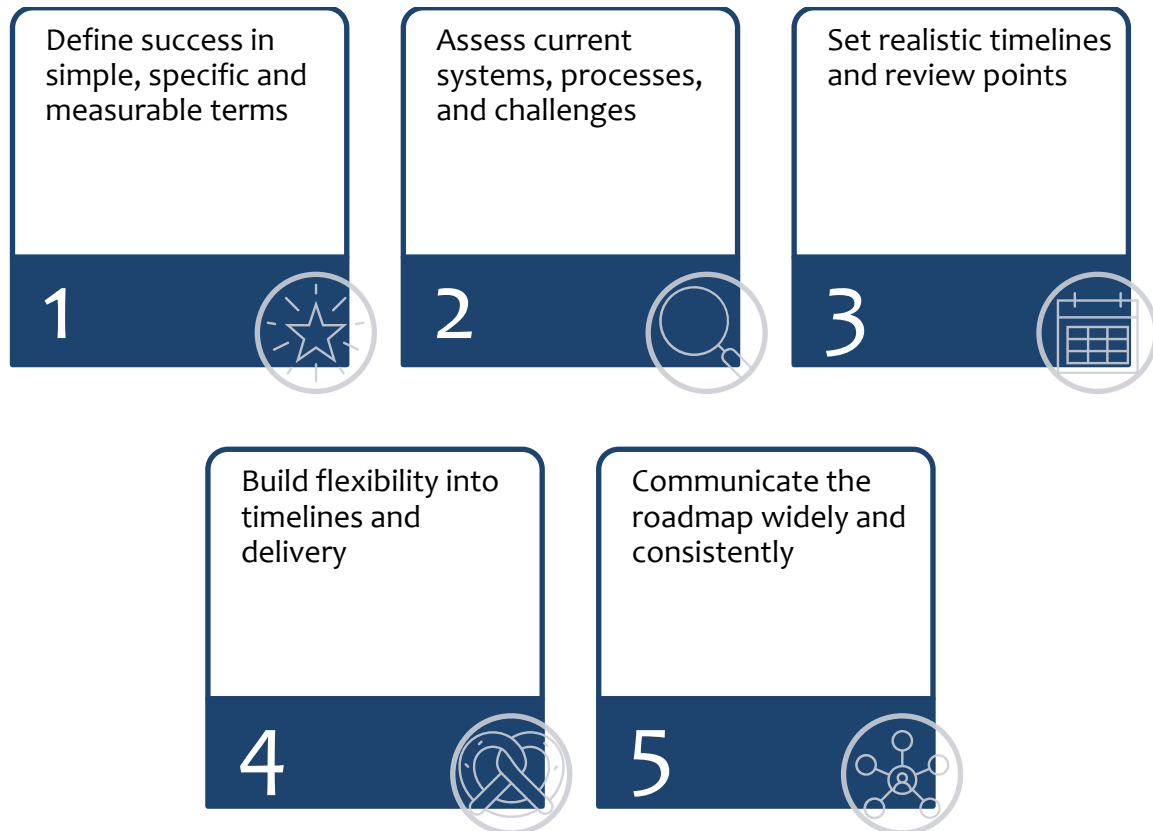 Define success in
simple, specific and
measurable terms
1
Assess current
systems, processes,
and challenges
2
Set realistic timelines
and review points
3
Build flexibility into
timelines and
delivery
4
Communicate the
roadmap widely and
consistently
5